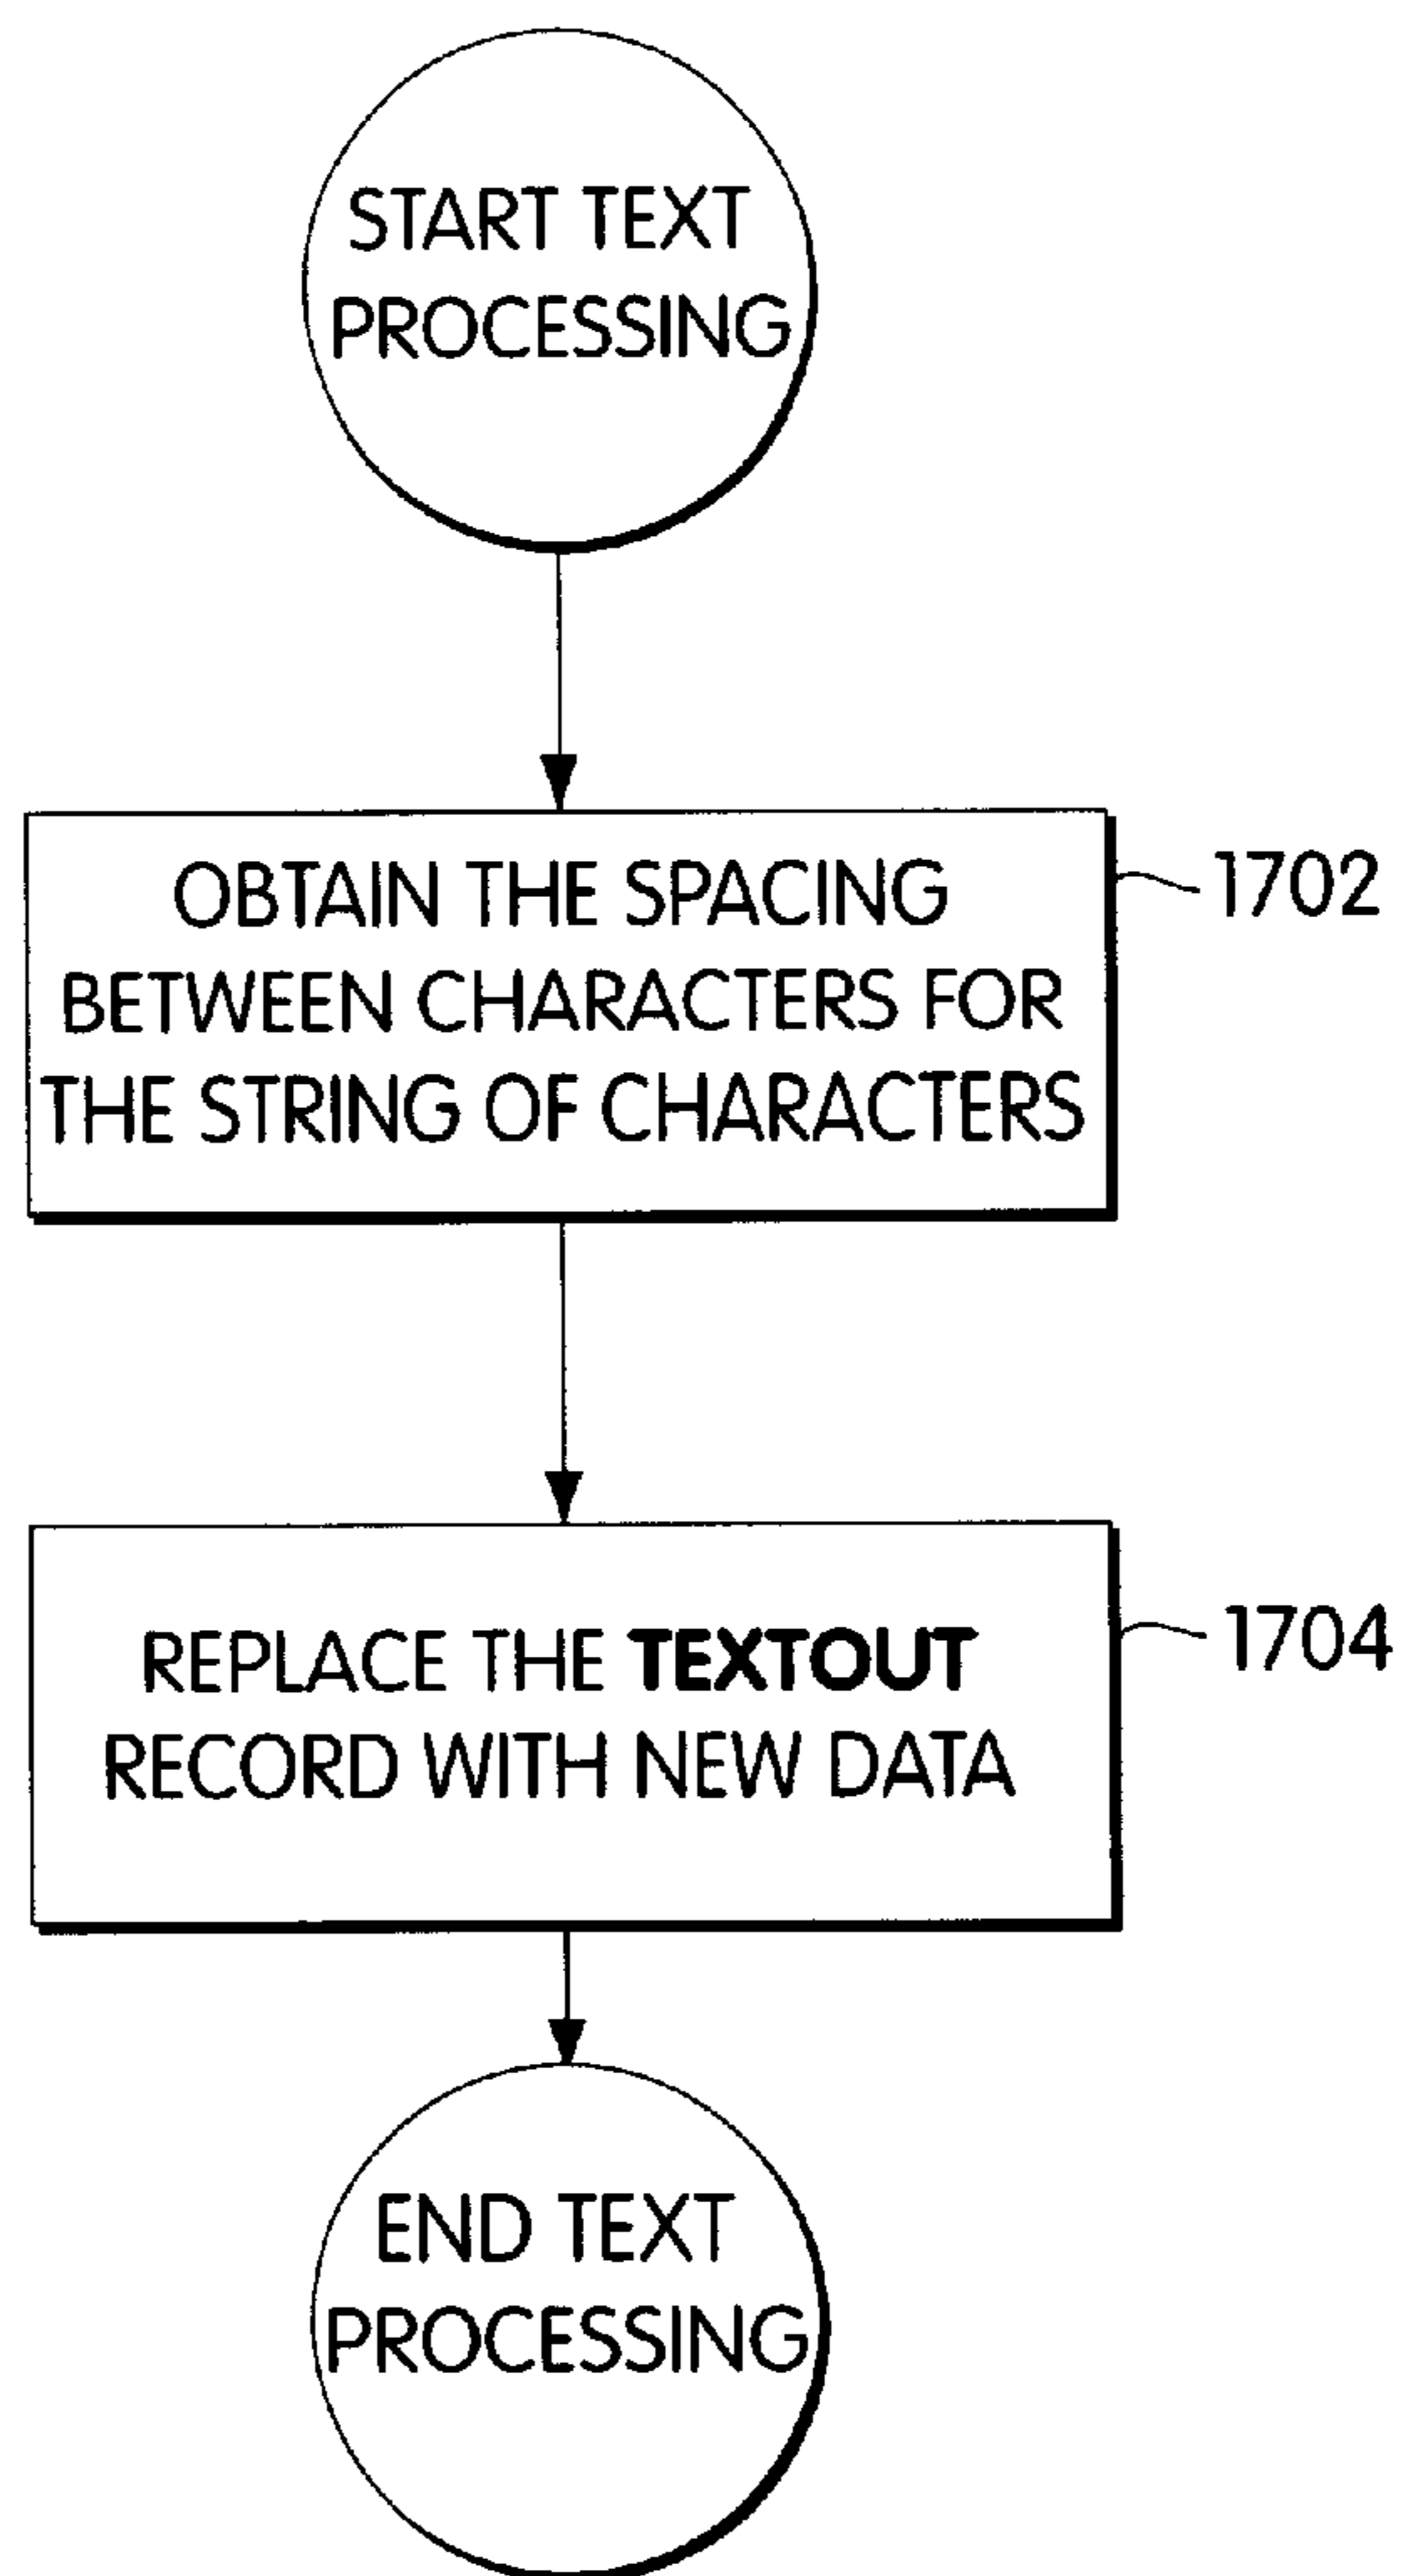 START TEXT
PROCESSING
OBTAIN THE SPACING
BETWEEN CHARACTERS FOR
THE STRING OF CHARACTERS
1702
REPLACE THE TEXTOUT
RECORD WITH NEW DATA
1704
END TEXT
PROCESSING